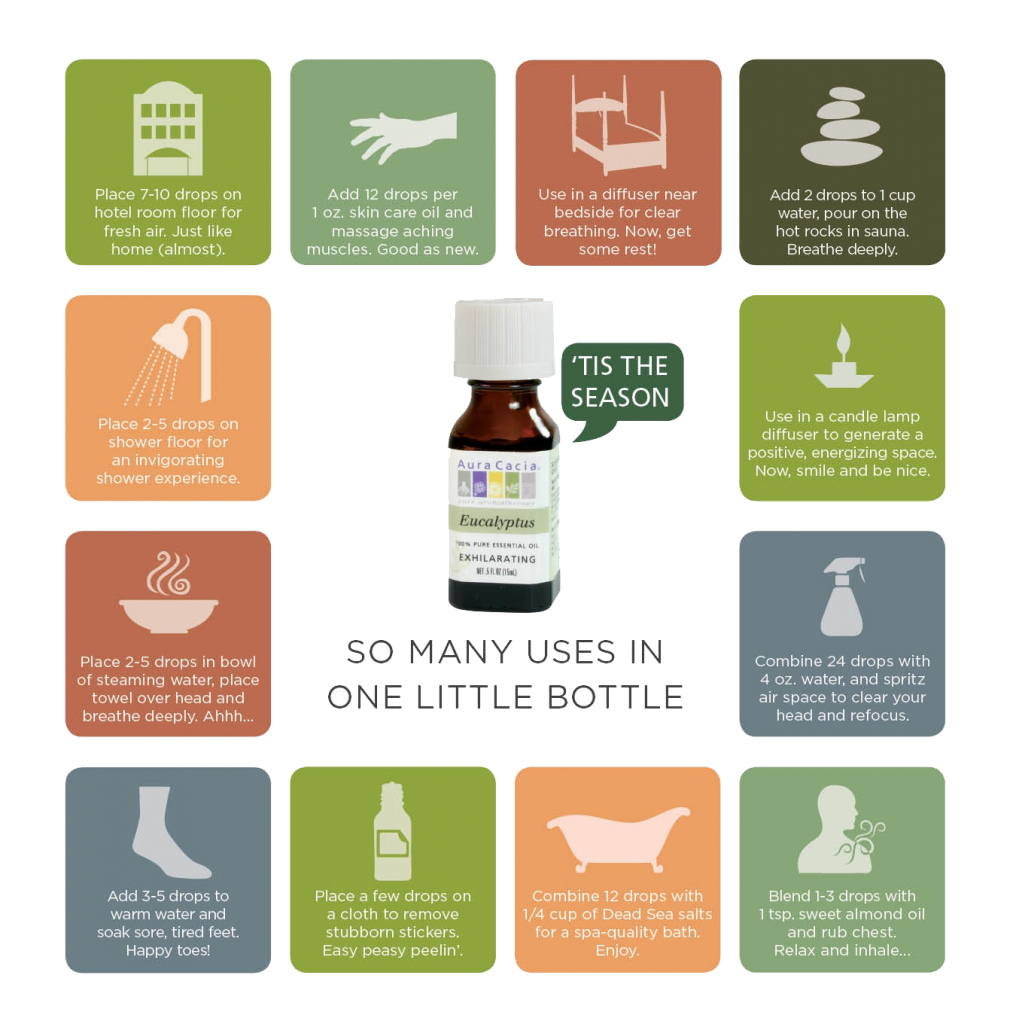 Place 7-10 drops on
hotel room floor for
fresh air. Just like
home (almost).
Add 12 drops per
1 oz. skin care oil and
massage aching
muscles. Good as new.
Use in a diffuser near
bedside for clear
breathing. Now, get
some rest!
Add 2 drops to 1 cup
water, pour on the
hot rocks in sauna.
Breathe deeply.
Place 2-5 drops on
shower floor for
an invigorating
shower experience.
'TIS THE
SEASON
Aura Cacia
Eucalyptus
100% PURE ESSENTIAL OIL
EXHILARATING
NET .5 FL OZ (15mL)
Use in a candle lamp
diffuser to generate a
positive, energizing space.
Now, smile and be nice.
Place 2-5 drops in bowl
of steaming water, place
towel over head and
breathe deeply. Ahhh...
SO MANY USES IN
ONE LITTLE BOTTLE
Combine 24 drops with
4 oz. water, and spritz
air space to clear your
head and refocus.
Add 3-5 drops to
warm water and
soak sore, tired feet.
Happy toes!
Place a few drops on
a cloth to remove
stubborn stickers.
Easy peasy peelin'.
Combine 12 drops with
1/4 cup of Dead Sea salts
for a spa-quality bath.
Enjoy.
Blend 1-3 drops with
1 tsp. sweet almond oil
and rub chest.
Relax and inhale...